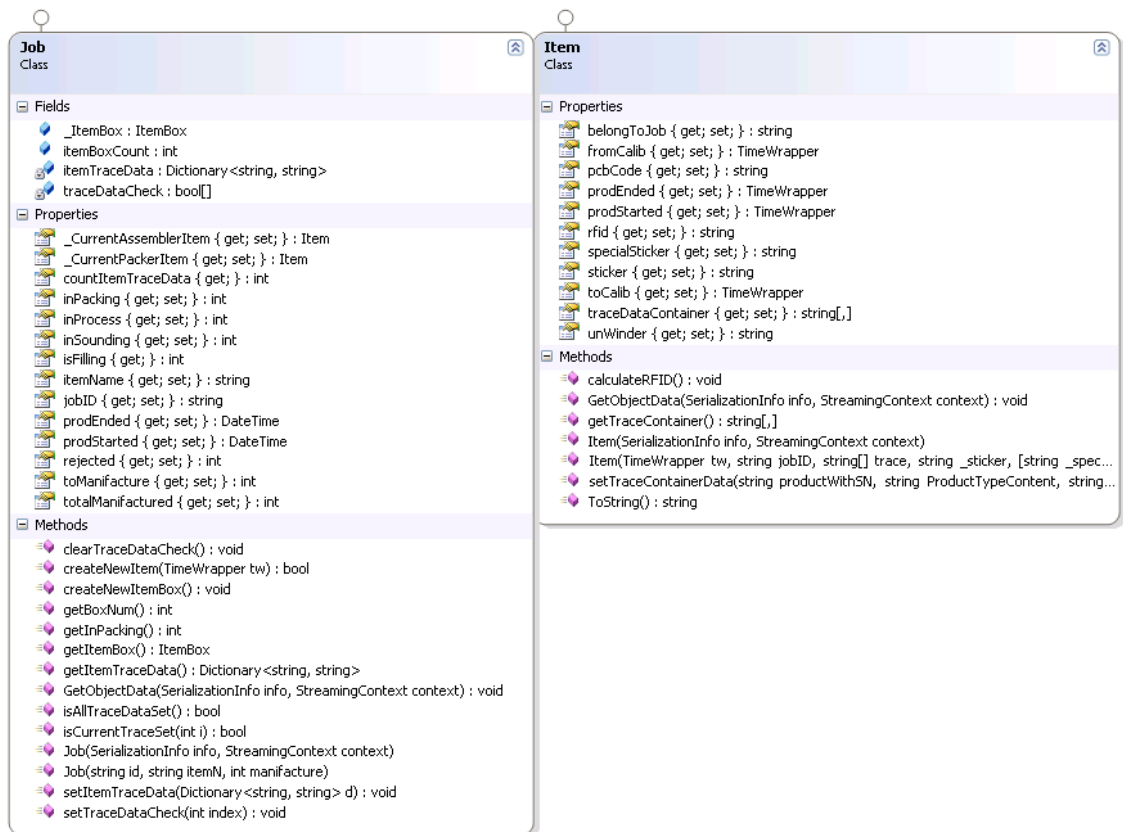 Job
Class
Fields
_ItemBox : ItemBox
itemBoxCount : int
itemTraceData : Dictionary<string, string>
traceDataCheck : bool[]
Properties
_CurrentAssemblerItem { get; set; } : Item
_CurrentPackerItem { get; set; } : Item
countItemTraceData { get; } : int
inPacking { get; set; } : int
inProcess { get; set; } : int
inSounding { get; set; } : int
isFilling { get; } : int
itemName { get; set; } : string
jobID { get; set; } : string
prodEnded { get; set; } : DateTime
prodStarted { get; set; } : DateTime
rejected { get; set; } : int
toManifacture { get; set; } : int
totalManifactured { get; set; } : int
Methods
clearTraceDataCheck() : void
createNewItem(TimeWrapper tw) : bool
createNewItemBox() : void
getBoxNum() : int
getInPacking() : int
getItemBox() : ItemBox
getItemTraceData() : Dictionary<string, string>
GetObjectData(SerializationInfo info, StreamingContext context) : void
isAllTraceDataSet() : bool
isCurrentTraceSet(int i) : bool
Job(SerializationInfo info, StreamingContext context)
Job(string id, string itemN, int manifacture)
setItemTraceData(Dictionary<string, string> d) : void
setTraceDataCheck(int index) : void
Item
Class
Properties
belongToJob { get; set; } : string
fromCalib { get; set; } : TimeWrapper
pcbCode { get; set; } : string
prodEnded { get; set; } : TimeWrapper
prodStarted { get; set; } : TimeWrapper
rfid { get; set; } : string
specialSticker { get; set; } : string
sticker { get; set; } : string
toCalib { get; set; } : TimeWrapper
traceDataContainer { get; set; } : string[,]
unWinder { get; set; } : string
Methods
calculateRFID() : void
GetObjectData(SerializationInfo info, StreamingContext context) : void
getTraceContainer() : string[,]
Item(SerializationInfo info, StreamingContext context)
Item(TimeWrapper tw, string jobID, string[] trace, string _sticker, [string _spec...
setTraceContainerData(string productWithSN, string ProductTypeContent, string...
ToString() : string